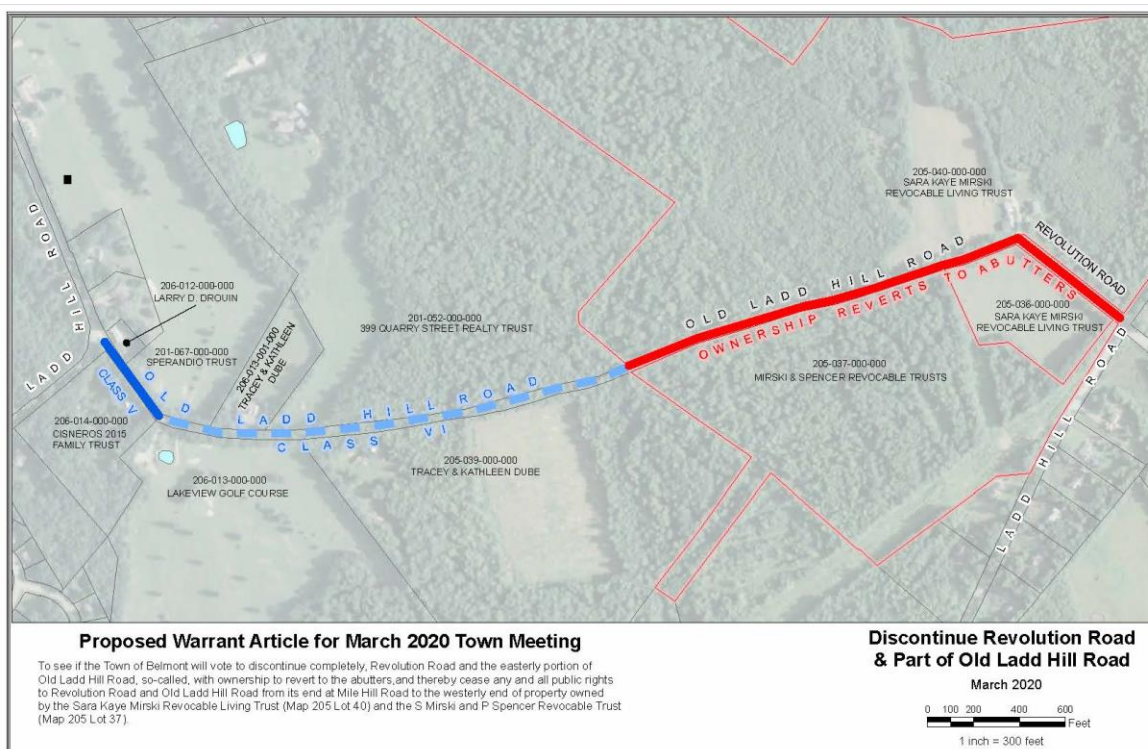 205-040-000-000
SARA KAYE MIRSKI
REVOCABLE LIVING TRUST
LADD HILL ROAD
REVOLUTION ROAD
OLD LADD HILL ROAD
OWNERSHIP REVERTS TO ABUTTERS
206-012-000-000
LARRY D. DROUIN
205-036-000-000
SARA KAYE MIRSKI
REVOCABLE LIVING TRUST
201-052-000-000
399 QUARRY STREET REALTY TRUST
LADD HILL
201-067-000-000
SPERANDIO TRUST
206-013-001-000
TRACEY & KATHLEEN
DUBE
205-037-000-000
MIRSKI & SPENCER REVOCABLE TRUSTS
CLASS V
OLD LADD HILL ROAD
CLASS VI
206-014-000-000
CISNEROS 2015
FAMILY TRUST
205-039-000-000
TRACEY & KATHLEEN DUBE
206-013-000-000
LAKEVIEW GOLF COURSE
LADD HILL ROAD
Proposed Warrant Article for March 2020 Town Meeting
To see if the Town of Belmont will vote to discontinue completely, Revolution Road and the easterly portion of
Old Ladd Hill Road, so-called, with ownership to revert to the abutters,and thereby cease any and all public rights
to Revolution Road and Old Ladd Hill Road from its end at Mile Hill Road to the westerly end of property owned
by the Sara Kaye Mirski Revocable Living Trust (Map 205 Lot 40) and the S Mirski and P Spencer Revocable Trust
(Map 205 Lot 37).
Discontinue Revolution Road
& Part of Old Ladd Hill Road
March 2020
0 100 200 400 600
Feet
1 inch = 300 feet